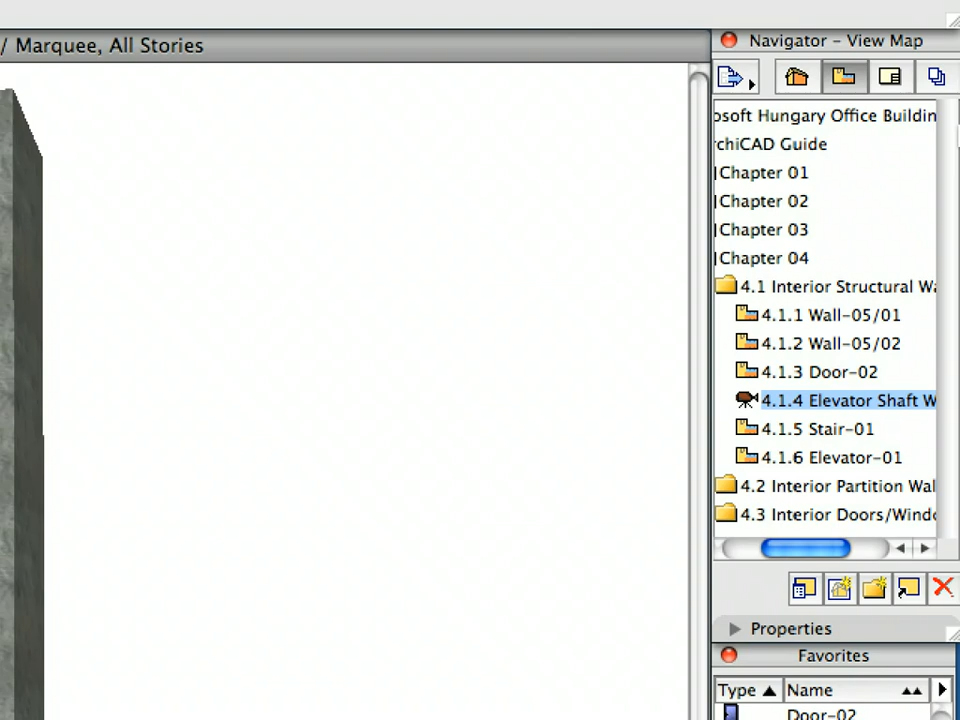 / Marquee, All Stories
Navigator - View Map
osoft Hungary Office Buildin
rchiCAD Guide
Chapter 01
Chapter 02
Chapter 03
Chapter 04
4.1 Interior Structural Wa
4.1.1 Wall-05/01
4.1.2 Wall-05/02
4.1.3 Door-02
4.1.4 Elevator Shaft W
4.1.5 Stair-01
4.1.6 Elevator-01
4.2 Interior Partition Wal
4.3 Interior Doors/Windo
Properties
Favorites
Type Name
Door-02